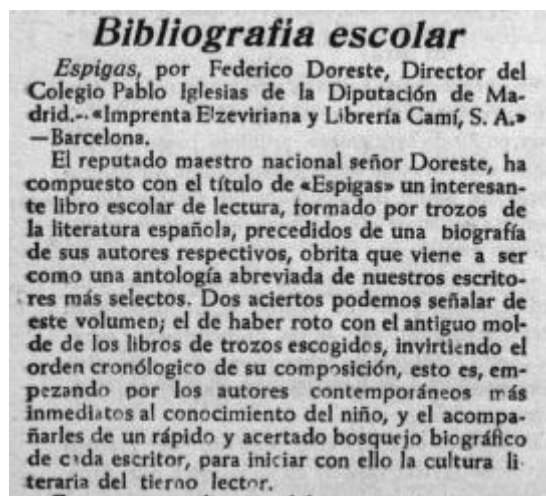 Bibliografía escolar
Espigas, por Federico Doreste, Director del
Colegio Pablo Iglesias de la Diputación de Ma-
drid.-«Imprenta Elzeviriana y Librería Camí, S. A.»
—Barcelona.
El reputado maestro nacional señor Doreste, ha
compuesto con el título de «Espigas» un interesan-
te libro escolar de lectura, formado por trozos de
la literatura española, precedidos de una biografía
de sus autores respectivos, obrita que viene a ser
como una antología abreviada de nuestros escrito-
res más selectos. Dos aciertos podemos señalar de
este volumen; el de haber roto con el antiguo mol-
de de los libros de trozos escogidos, invirtiendo el
orden cronólogico de su composición, esto es, em-
pezando por los autores contemporáneos más
inmediatos al conocimiento del niño, y el acompa-
ñarles de un rápido y acertado bosquejo biográfico
de cada escritor, para iniciar con ello la cultura li-
teraria del tierno lector.